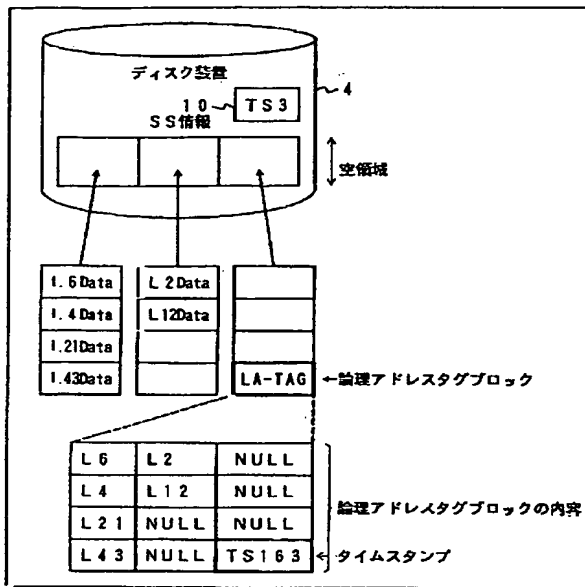 ディスク装置
4
10 TS3
SS情報
空領域
L6Data L2Data
L4Data L12Data
L21Data
L43Data LA-TAG ←論理アドレスタグブロック
L6 L2 NULL
L4 L12 NULL
論理アドレスタグブロックの内容
L21 NULL NULL
L43 NULL TS163 ←タイムスタンプ